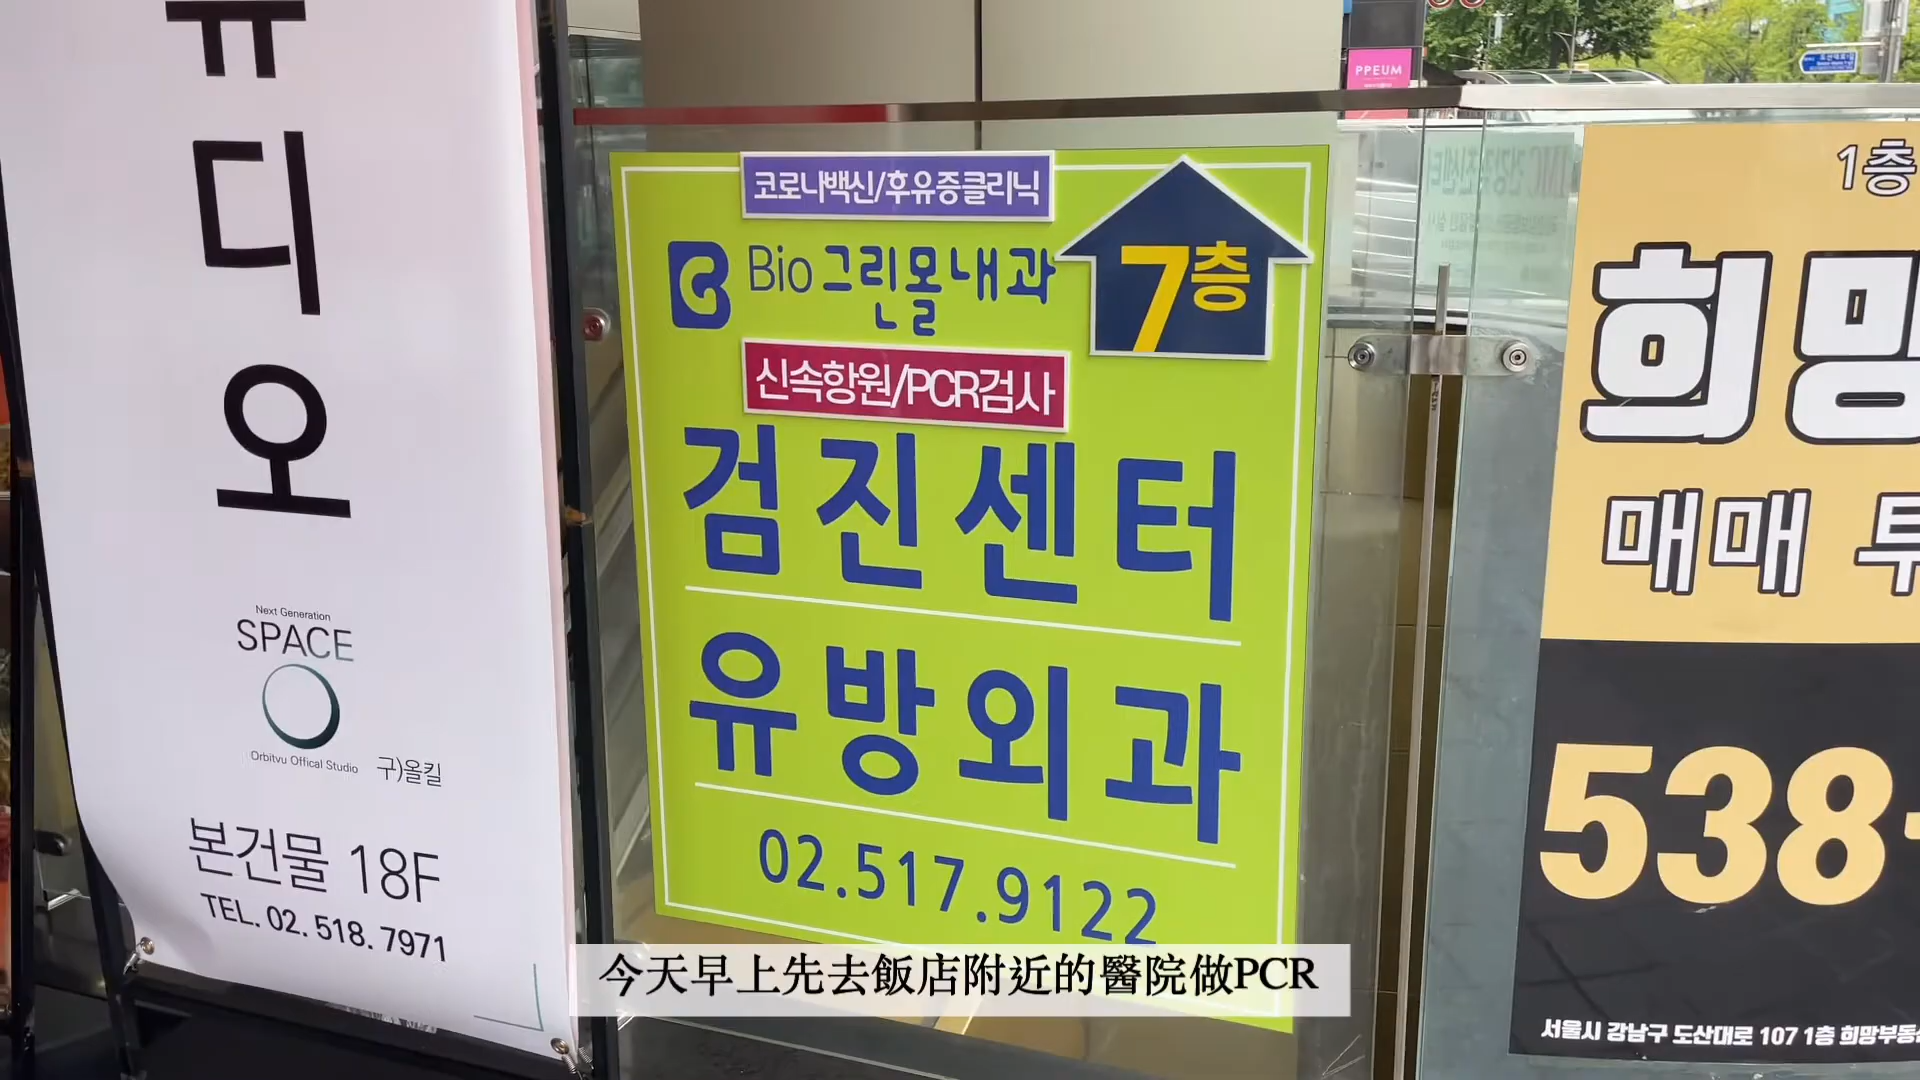 ㅠ
디
오
Next Generation
SPACE
Orbitvu Offical Studio 구)올킬
본건물 18F
TEL. 02. 518. 7971
코로나백신/후유증클리닉
Bio 그린몰내과
7층
신속항원/PCR검사
검진센터
유방외과
02.517.9122
PPEUM
1층
희망
매매 투
538-
서울시 강남구 도산대로 107 1층 희망부동산
今天早上先去飯店附近的醫院做PCR